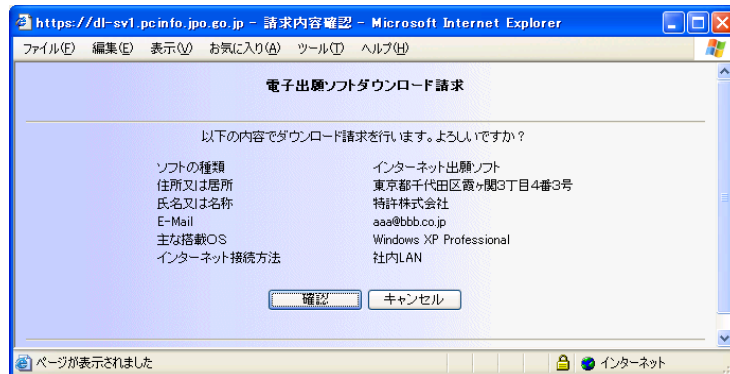 https://dl-sv1.pcinfo.jpo.go.jp - 請求内容確認 - Microsoft Internet Explorer
ファイル(F) 編集(E) 表示(V) お気に入り(A) ツール(T) ヘルプ(H)
電子出願ソフトダウンロード請求
以下の内容でダウンロード請求を行います。よろしいですか？
ソフトの種類 インターネット出願ソフト
住所又は居所 東京都千代田区霞ヶ関3丁目4番3号
氏名又は名称 特許株式会社
E-Mail aaa@bbb.co.jp
主な搭載OS Windows XP Professional
インターネット接続方法 社内LAN
確認 キャンセル
ページが表示されました インターネット